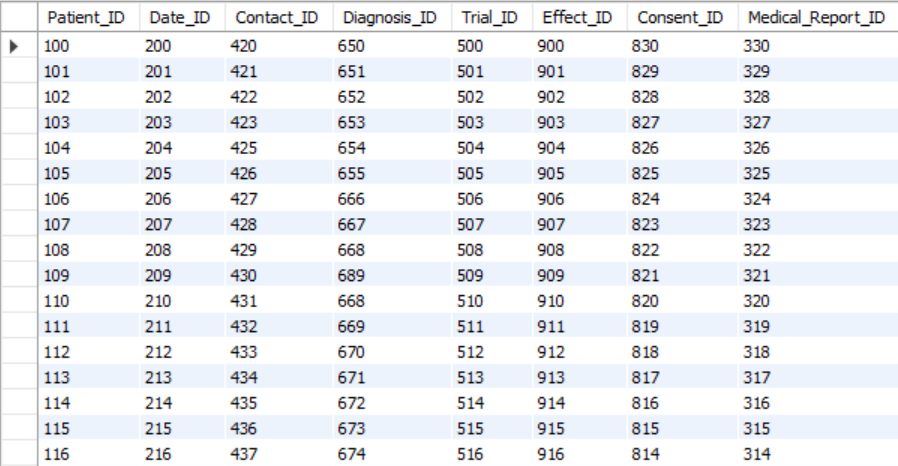 Patient_ID Date_ID Contact_ID Diagnosis_ID Trial_ID Effect_ID Consent_ID Medical_Report_ID
100 200 420 650 500 900 830 330
101 201 421 651 501 901 829 329
102 202 422 652 502 902 828 328
103 203 423 653 503 903 827 327
104 204 425 654 504 904 826 326
105 205 426 655 505 905 825 325
106 206 427 666 506 906 824 324
107 207 428 667 507 907 823 323
108 208 429 668 508 908 822 322
109 209 430 689 509 909 821 321
110 210 431 668 510 910 820 320
111 211 432 669 511 911 819 319
112 212 433 670 512 912 818 318
113 213 434 671 513 913 817 317
114 214 435 672 514 914 816 316
115 215 436 673 515 915 815 315
116 216 437 674 516 916 814 314